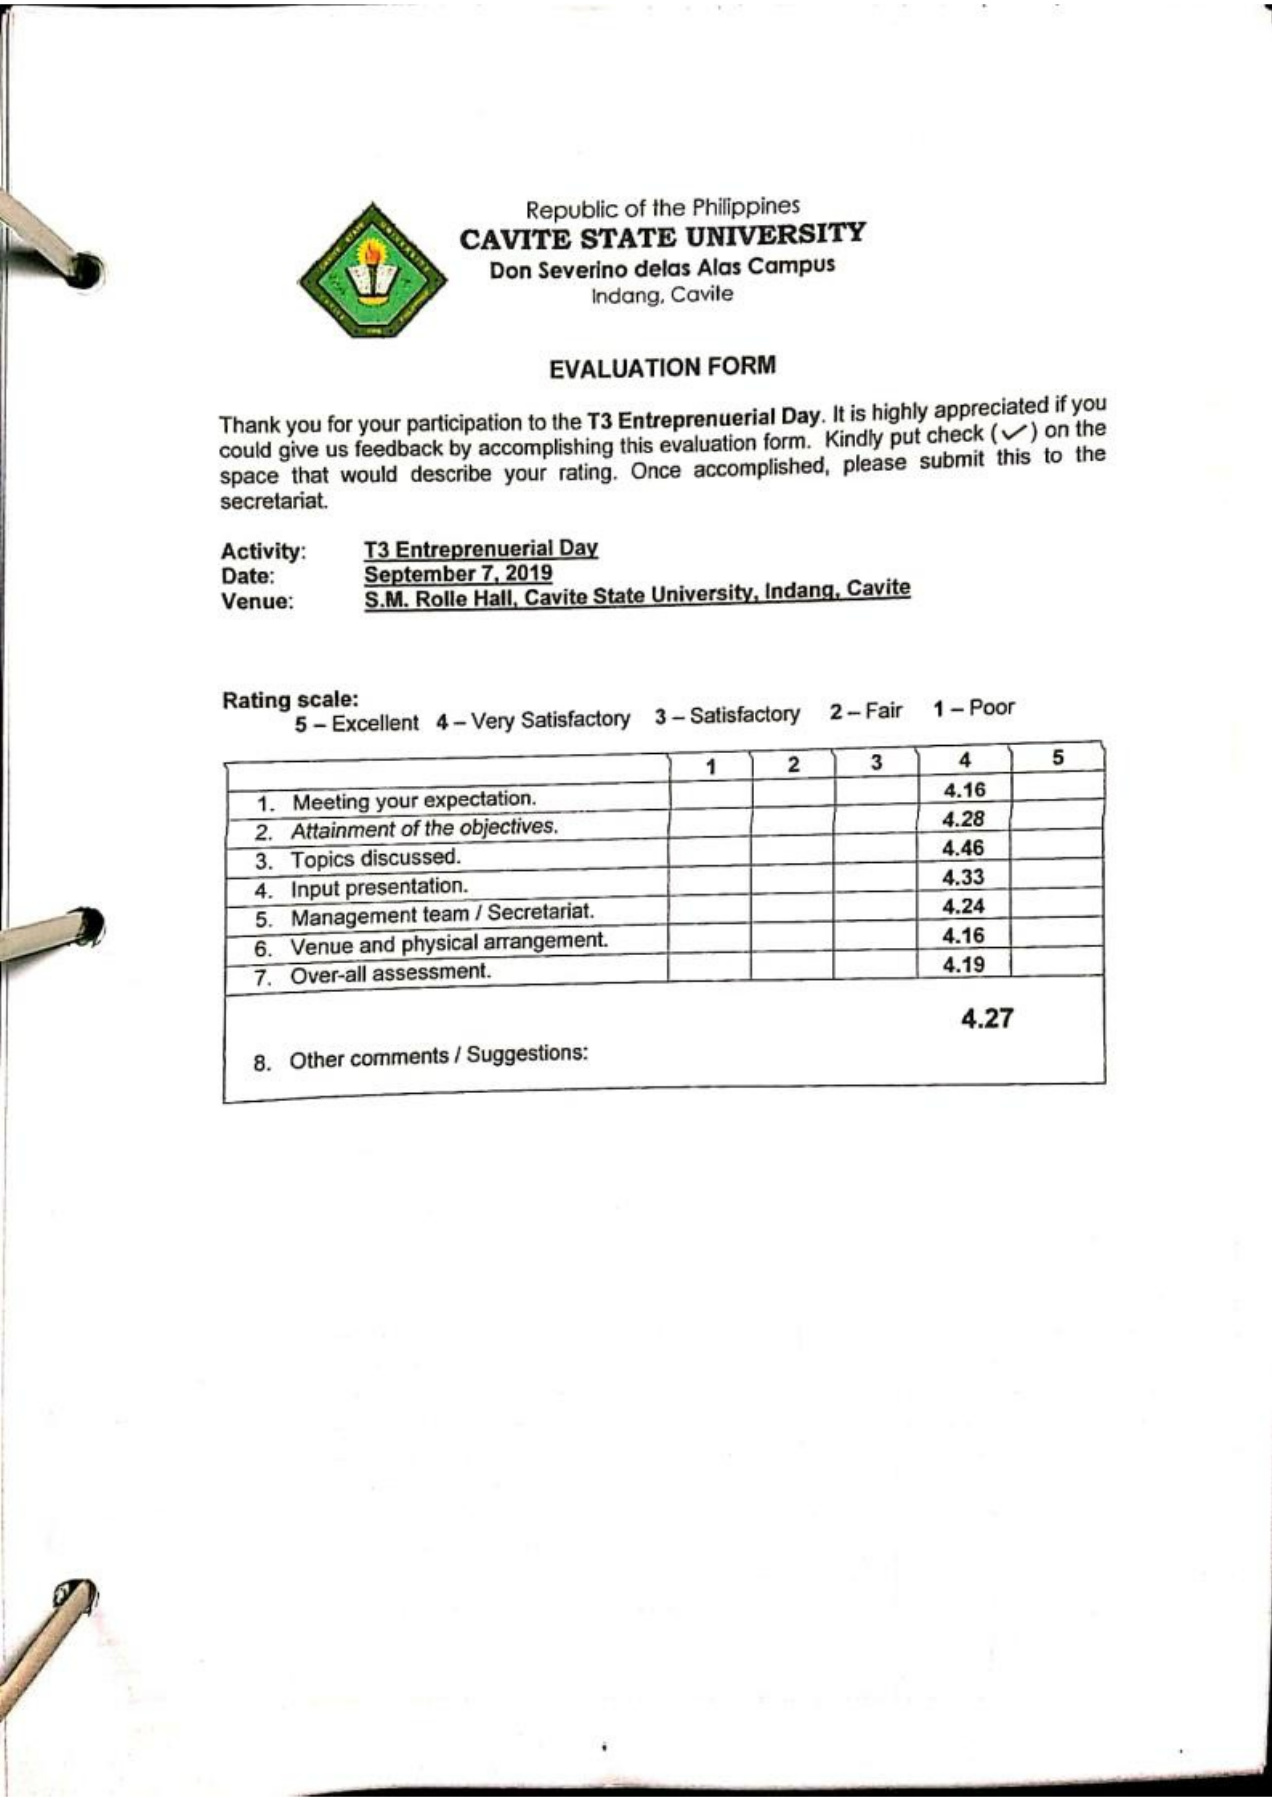 Republic of the Philippines
CAVITE STATE UNIVERSITY
Don Severino delas Alas Campus
Indang, Cavite
EVALUATION FORM
Thank you for your participation to the T3 Entreprenuerial Day. It is highly appreciated if you
could give us feedback by accomplishing this evaluation form. Kindly put check (✓) on the
space that would describe your rating. Once accomplished, please submit this to the
secretariat.
Activity: T3 Entreprenuerial Day
Date: September 7, 2019
Venue: S.M. Rolle Hall, Cavite State University, Indang, Cavite
Rating scale:
5 – Excellent 4 – Very Satisfactory 3 – Satisfactory 2 – Fair 1 – Poor
1 2 3 4 5
1. Meeting your expectation. 4.16
2. Attainment of the objectives. 4.28
3. Topics discussed. 4.46
4. Input presentation. 4.33
5. Management team / Secretariat. 4.24
6. Venue and physical arrangement. 4.16
7. Over-all assessment. 4.19
4.27
8. Other comments / Suggestions: